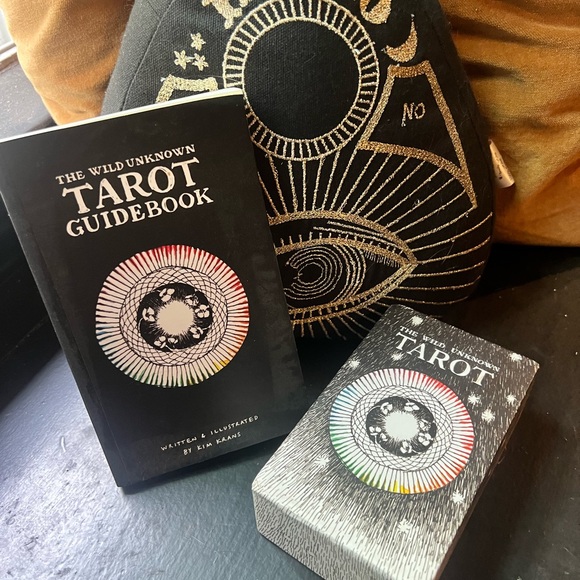 THE WILD UNKNOWN
TAROT
GUIDEBOOK
WRITTEN & ILLUSTRATED
BY KIM KRANS
NO
THE WILD UNKNOWN
TAROT